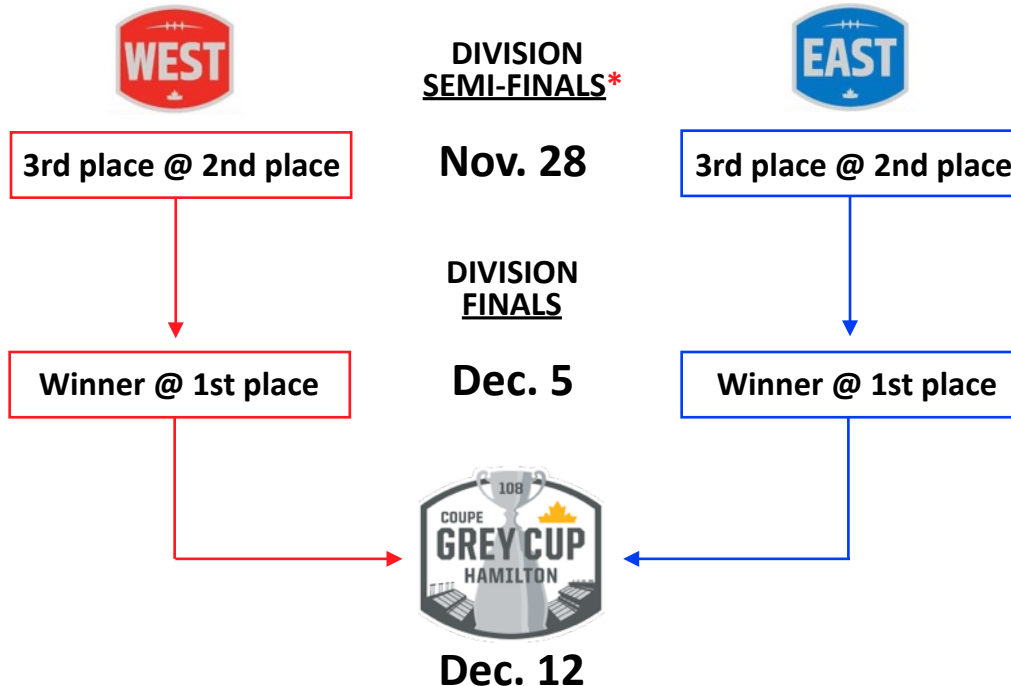 WEST
DIVISION
SEMI-FINALS*
EAST
3rd place @ 2nd place
Nov. 28
3rd place @ 2nd place
DIVISION
FINALS
Winner @ 1st place
Dec. 5
Winner @ 1st place
108
COUPE
GREY CUP
HAMILTON
Dec. 12